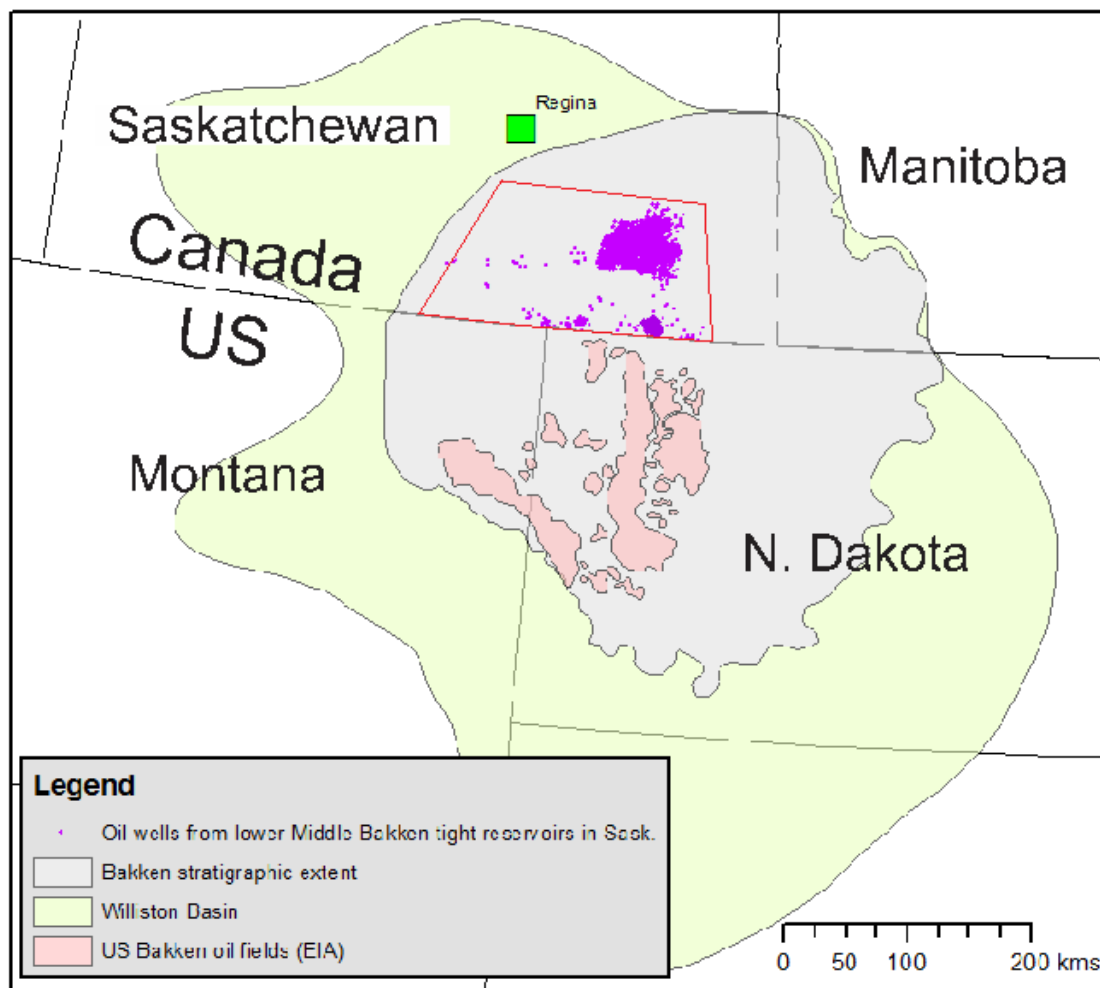 Regina
Saskatchewan
Manitoba
Canada
US
Montana
N. Dakota
Legend
Oil wells from lower Middle Bakken tight reservoirs in Sask.
Bakken stratigraphic extent
Williston Basin
US Bakken oil fields (EIA)
0 50 100 200 kms